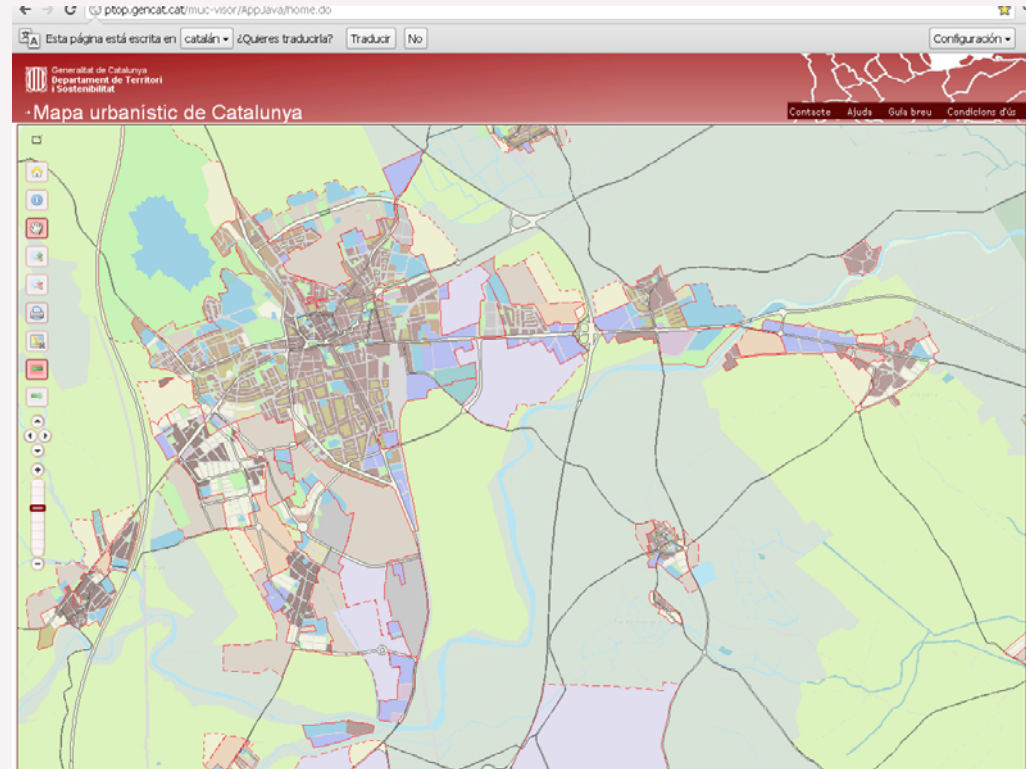 ptop.gencat.cat/muc-visor/AppJava/home.do
Esta página está escrita en catalán ¿Quieres traducirla? Traducir No Configuración
Generalitat de Catalunya
Departament de Territori
i Sostenibilitat
Mapa urbanístic de Catalunya
Contacte Ajuda Guia breu Condicions d'ús